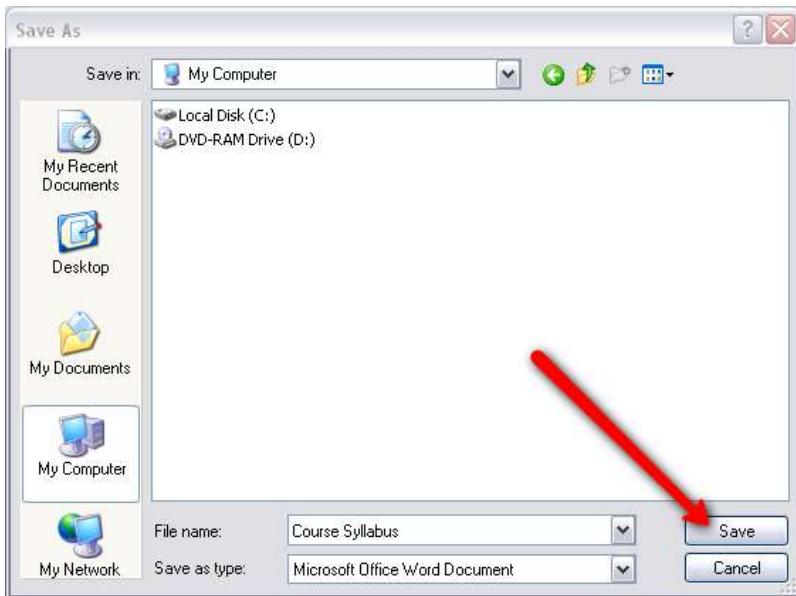 Save As
?
Save in:
My Computer
Local Disk (C:)
DVD-RAM Drive (D:)
My Recent
Documents
Desktop
My Documents
My Computer
My Network
File name:
Course Syllabus
Save
Save as type:
Microsoft Office Word Document
Cancel